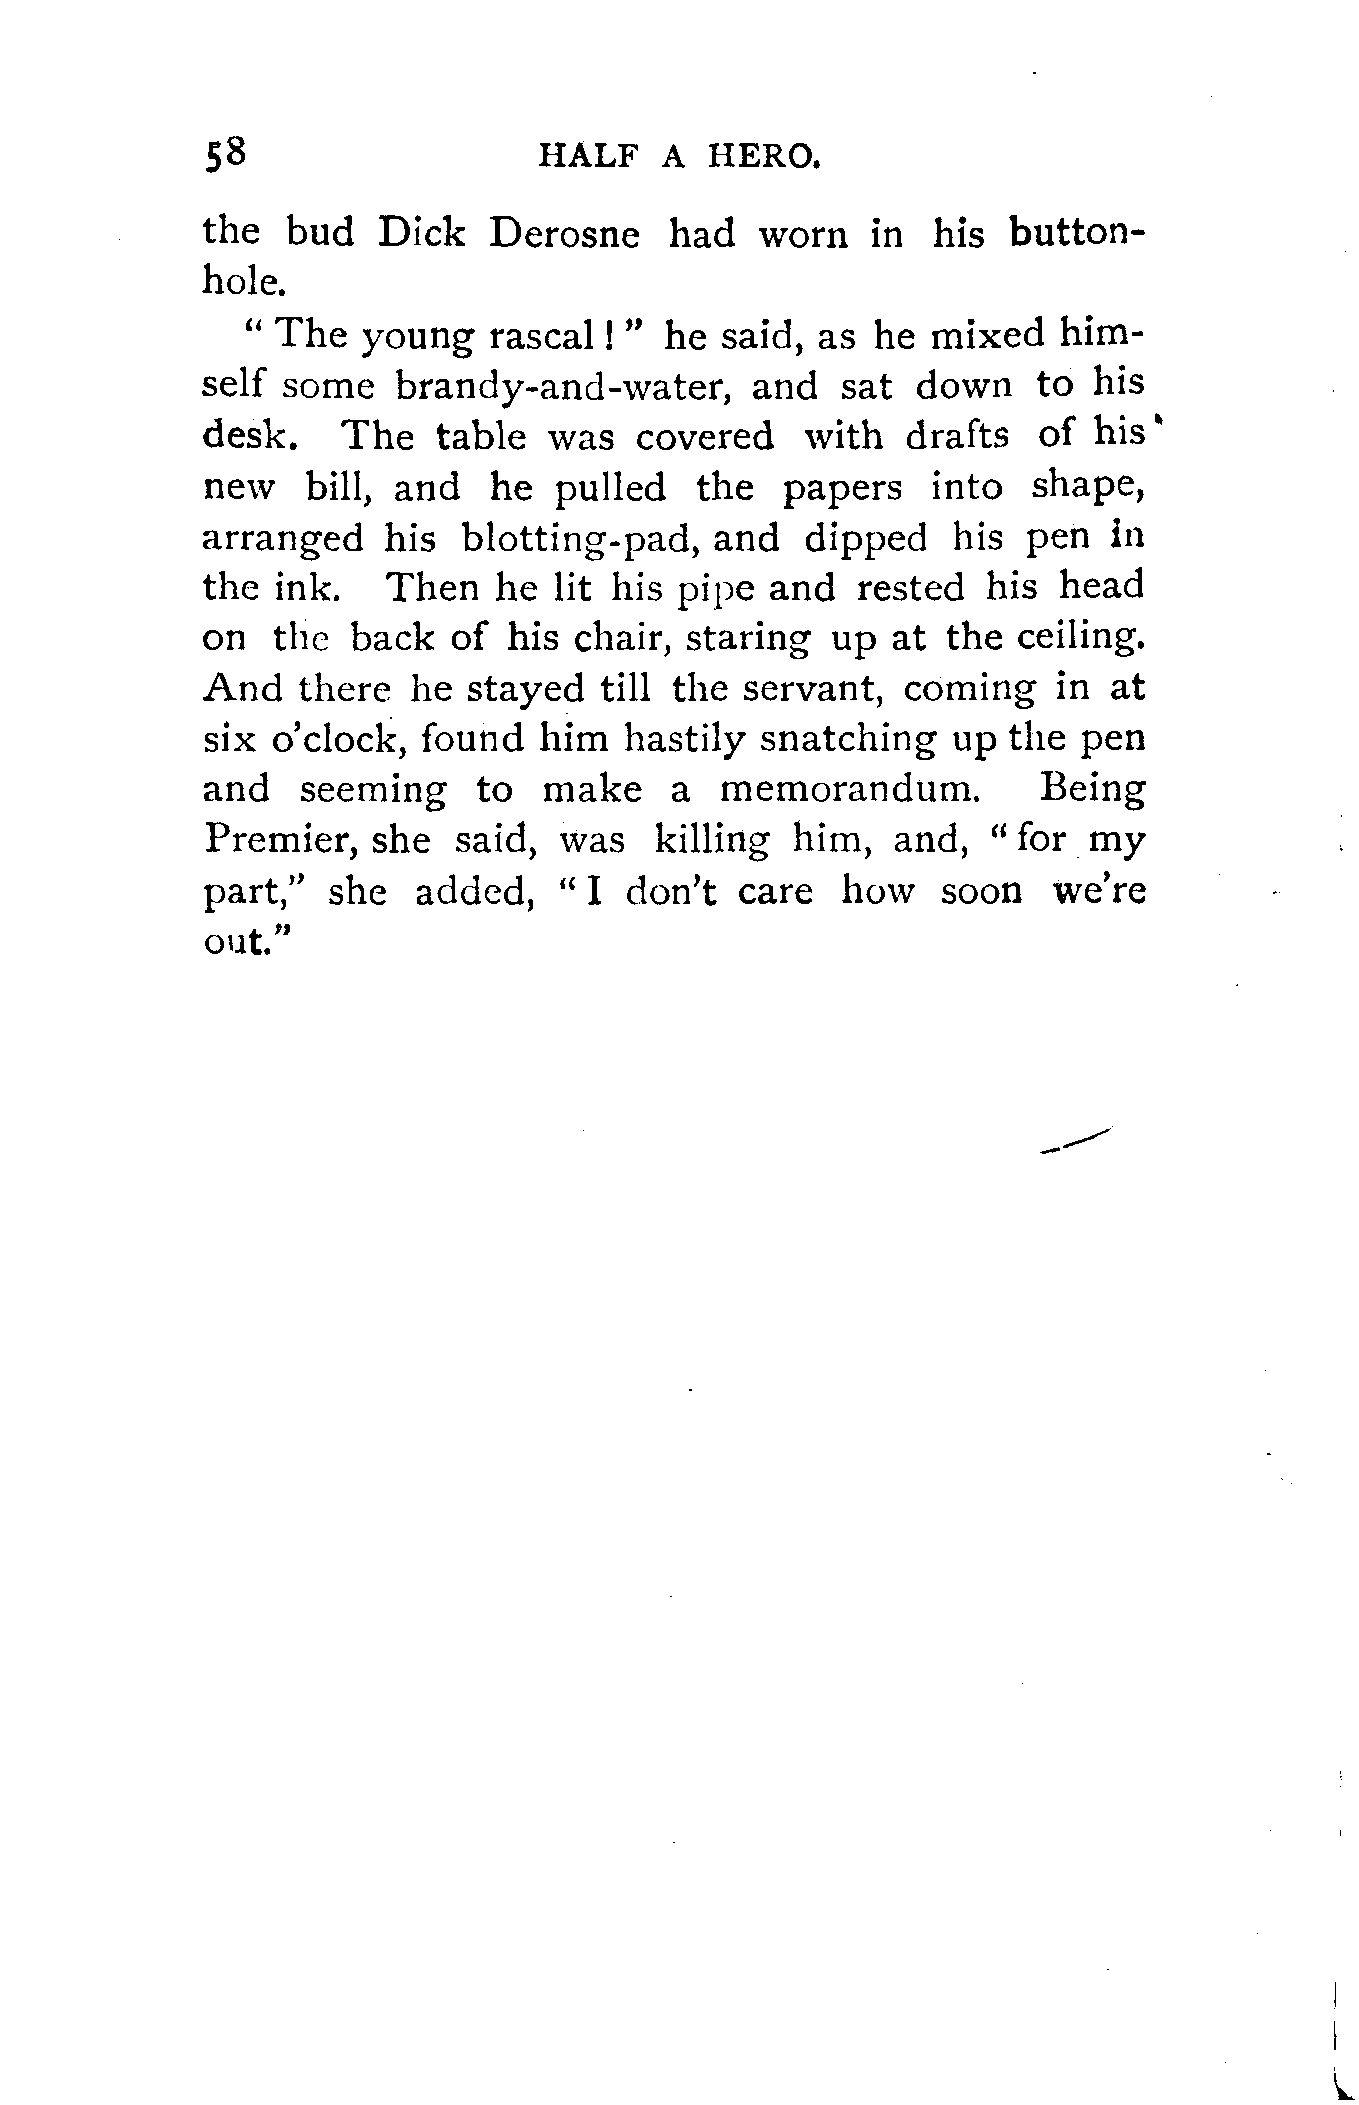 58 HALF A HERO.
the bud Dick Derosne had worn in his button-
hole.
“ The young rascal ! ” he said, as he mixed him-
self some brandy-and-water, and sat down to his
desk. The table was covered with drafts of his
new bill, and he pulled the papers into shape,
arranged his blotting-pad, and dipped his pen in
the ink. Then he lit his pipe and rested his head
on the back of his chair, staring up at the ceiling.
And there he stayed till the servant, coming in at
six o’clock, found him hastily snatching up the pen
and seeming to make a memorandum. Being
Premier, she said, was killing him, and, “ for my
part,” she added, “ I don’t care how soon we’re
out.”